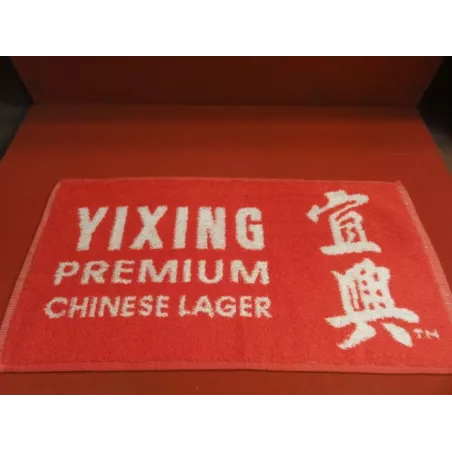 YIXING
PREMIUM
CHINESE LAGER
宜興
TM